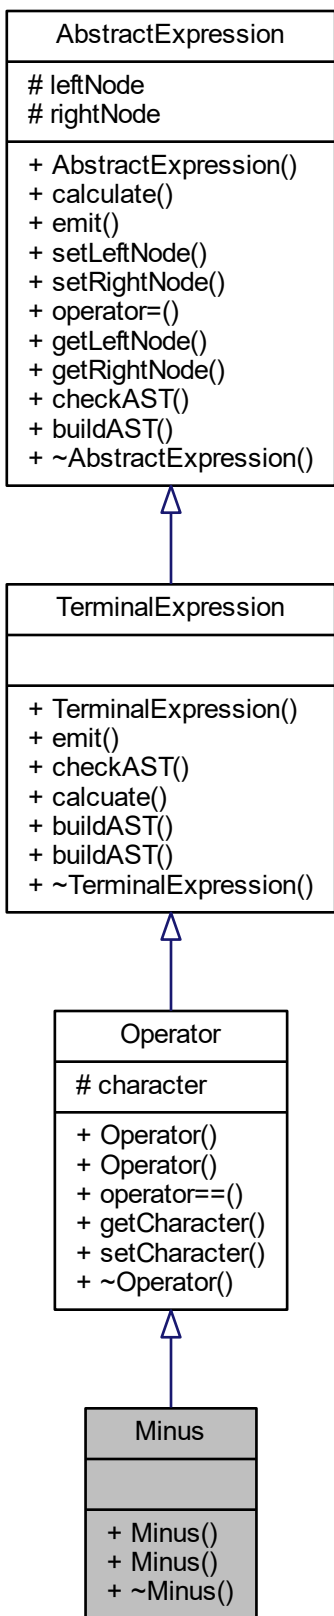 AbstractExpression
# leftNode
# rightNode
+ AbstractExpression()
+ calculate()
+ emit()
+ setLeftNode()
+ setRightNode()
+ operator=()
+ getLeftNode()
+ getRightNode()
+ checkAST()
+ buildAST()
+ ~AbstractExpression()
TerminalExpression
+ TerminalExpression()
+ emit()
+ checkAST()
+ calcuate()
+ buildAST()
+ buildAST()
+ ~TerminalExpression()
Operator
# character
+ Operator()
+ Operator()
+ operator==()
+ getCharacter()
+ setCharacter()
+ ~Operator()
Minus
+ Minus()
+ Minus()
+ ~Minus()